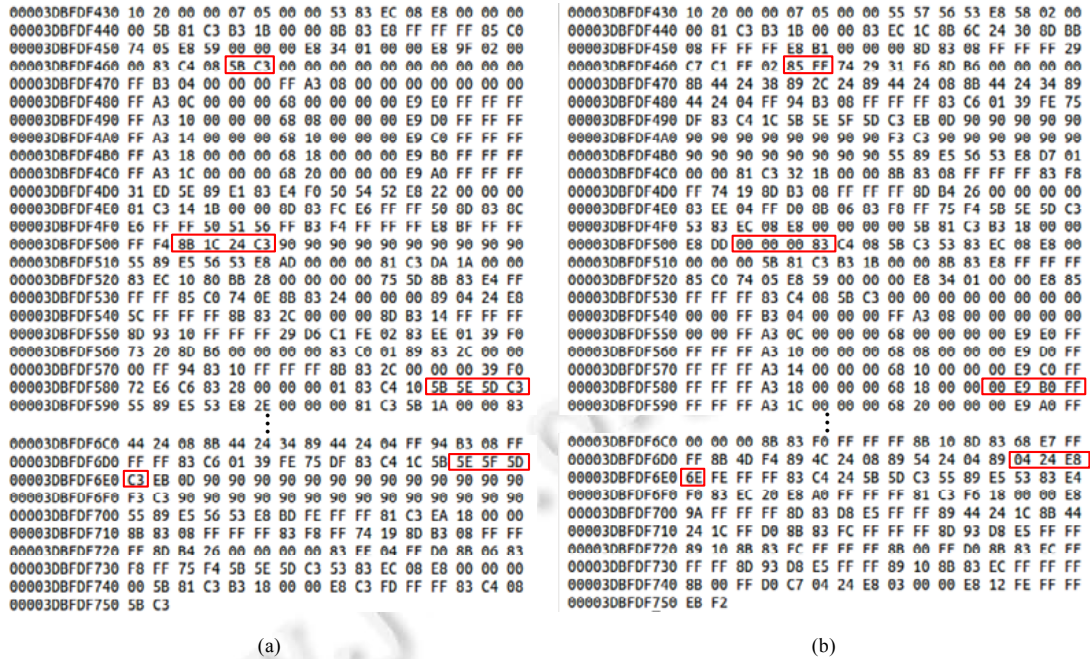 00003DBFDF430 10 20 00 00 07 05 00 00 53 83 EC 08 E8 00 00 00
00003DBFDF440 00 5B 81 C3 B3 1B 00 00 8B 83 E8 FF FF FF 85 C0
00003DBFDF450 74 05 E8 59 00 00 00 E8 34 01 00 00 E8 9F 02 00
00003DBFDF460 00 83 C4 08 5B C3 00 00 00 00 00 00 00 00 00 00
00003DBFDF470 FF B3 04 00 00 00 FF A3 08 00 00 00 00 00 00 00
00003DBFDF480 FF A3 0C 00 00 00 68 00 00 00 00 E9 E0 FF FF FF
00003DBFDF490 FF A3 10 00 00 00 68 08 00 00 00 E9 D0 FF FF FF
00003DBFDF4A0 FF A3 14 00 00 00 68 10 00 00 00 E9 C0 FF FF FF
00003DBFDF4B0 FF A3 18 00 00 00 68 18 00 00 00 E9 B0 FF FF FF
00003DBFDF4C0 FF A3 1C 00 00 00 68 20 00 00 00 E9 A0 FF FF FF
00003DBFDF4D0 31 ED 5E 89 E1 83 E4 F0 50 54 52 E8 22 00 00 00
00003DBFDF4E0 81 C3 14 1B 00 00 8D 83 FC E6 FF FF 50 8D 83 8C
00003DBFDF4F0 E6 FF FF 50 51 56 FF B3 F4 FF FF FF E8 BF FF FF
00003DBFDF500 FF F4 8B 1C 24 C3 90 90 90 90 90 90 90 90 90 90
00003DBFDF510 55 89 E5 56 53 E8 AD 00 00 00 81 C3 DA 1A 00 00
00003DBFDF520 83 EC 10 80 BB 28 00 00 00 00 75 5D 8B 83 E4 FF
00003DBFDF530 FF FF 85 C0 74 0E 8B 83 24 00 00 00 89 04 24 E8
00003DBFDF540 5C FF FF FF 8B 83 2C 00 00 00 8D B3 14 FF FF FF
00003DBFDF550 8D 93 10 FF FF FF 29 D6 C1 FE 02 83 EE 01 39 F0
00003DBFDF560 73 20 8D B6 00 00 00 00 83 C0 01 89 83 2C 00 00
00003DBFDF570 00 FF 94 83 10 FF FF FF 8B 83 2C 00 00 00 39 F0
00003DBFDF580 72 E6 C6 83 28 00 00 00 01 83 C4 10 5B 5E 5D C3
00003DBFDF590 55 89 E5 53 E8 2E 00 00 00 81 C3 5B 1A 00 00 83
⋮
00003DBFDF6C0 44 24 08 8B 44 24 34 89 44 24 04 FF 94 B3 08 FF
00003DBFDF6D0 FF FF 83 C6 01 39 FE 75 DF 83 C4 1C 5B 5E 5F 5D
00003DBFDF6E0 C3 EB 0D 90 90 90 90 90 90 90 90 90 90 90 90 90
00003DBFDF6F0 F3 C3 90 90 90 90 90 90 90 90 90 90 90 90 90 90
00003DBFDF700 55 89 E5 56 53 E8 BD FE FF FF 81 C3 EA 18 00 00
00003DBFDF710 8B 83 08 FF FF FF 83 F8 FF 74 19 8D B3 08 FF FF
00003DBFDF720 FF 8D B4 26 00 00 00 00 83 EE 04 FF D0 8B 06 83
00003DBFDF730 F8 FF 75 F4 5B 5E 5D C3 53 83 EC 08 E8 00 00 00
00003DBFDF740 00 5B 81 C3 B3 18 00 00 E8 C3 FD FF FF 83 C4 08
00003DBFDF750 5B C3
(a)
00003DBFDF430 10 20 00 00 07 05 00 00 55 57 56 53 E8 58 02 00
00003DBFDF440 00 81 C3 B3 1B 00 00 83 EC 1C 8B 6C 24 30 8D BB
00003DBFDF450 08 FF FF FF E8 B1 00 00 00 8D 83 08 FF FF FF 29
00003DBFDF460 C7 C1 FF 02 85 FF 74 29 31 F6 8D B6 00 00 00 00
00003DBFDF470 8B 44 24 38 89 2C 24 89 44 24 08 8B 44 24 34 89
00003DBFDF480 44 24 04 FF 94 B3 08 FF FF FF 83 C6 01 39 FE 75
00003DBFDF490 DF 83 C4 1C 5B 5E 5F 5D C3 EB 0D 90 90 90 90 90
00003DBFDF4A0 90 90 90 90 90 90 90 90 F3 C3 90 90 90 90
00003DBFDF4B0 90 90 90 90 90 90 90 90 55 89 E5 56 53 E8 D7 01
00003DBFDF4C0 00 00 81 C3 32 1B 00 00 8B 83 08 FF FF FF 83 F8
00003DBFDF4D0 FF 74 19 8D B3 08 FF FF FF 8D B4 26 00 00 00 00
00003DBFDF4E0 83 EE 04 FF D0 8B 06 83 F8 FF 75 F4 5B 5E 5D C3
00003DBFDF4F0 53 83 EC 08 E8 00 00 00 00 5B 81 C3 B3 18 00 00
00003DBFDF500 E8 DD 00 00 00 83 C4 08 5B C3 53 83 EC 08 E8 00
00003DBFDF510 00 00 00 5B 81 C3 B3 1B 00 00 8B 83 E8 FF FF FF
00003DBFDF520 85 C0 74 05 E8 59 00 00 00 E8 34 01 00 00 E8 85
00003DBFDF530 FF FF FF 83 C4 08 5B C3 00 00 00 00 00 00 00 00
00003DBFDF540 00 00 FF B3 04 00 00 00 FF A3 08 00 00 00 00 00
00003DBFDF550 00 00 FF A3 0C 00 00 00 68 00 00 00 00 E9 E0 FF
00003DBFDF560 FF FF FF A3 10 00 00 00 68 08 00 00 00 E9 D0 FF
00003DBFDF570 FF FF FF A3 14 00 00 00 68 10 00 00 00 E9 C0 FF
00003DBFDF580 FF FF FF A3 18 00 00 00 68 18 00 00 00 E9 B0 FF
00003DBFDF590 FF FF FF A3 1C 00 00 00 68 20 00 00 00 E9 A0 FF
⋮
00003DBFDF6C0 00 00 00 8B 83 F0 FF FF FF 8B 10 8D 83 68 E7 FF
00003DBFDF6D0 FF 8B 4D F4 89 4C 24 08 89 54 24 04 89 04 24 E8
00003DBFDF6E0 6E FE FF FF 83 C4 24 5B 5D C3 55 89 E5 53 83 E4
00003DBFDF6F0 F0 83 EC 20 E8 A0 FF FF FF 81 C3 F6 18 00 00 E8
00003DBFDF700 9A FF FF FF 8D 83 D8 E5 FF FF 89 44 24 1C 8B 44
00003DBFDF710 24 1C FF D0 8B 83 FC FF FF FF 8D 93 D8 E5 FF FF
00003DBFDF720 89 10 8B 83 FC FF FF FF 8B 00 FF D0 8B 83 EC FF
00003DBFDF730 FF FF 8D 93 D8 E5 FF FF 89 10 8B 83 EC FF FF FF
00003DBFDF740 8B 00 FF D0 C7 04 24 E8 03 00 00 E8 12 FE FF FF
00003DBFDF750 EB F2
(b)